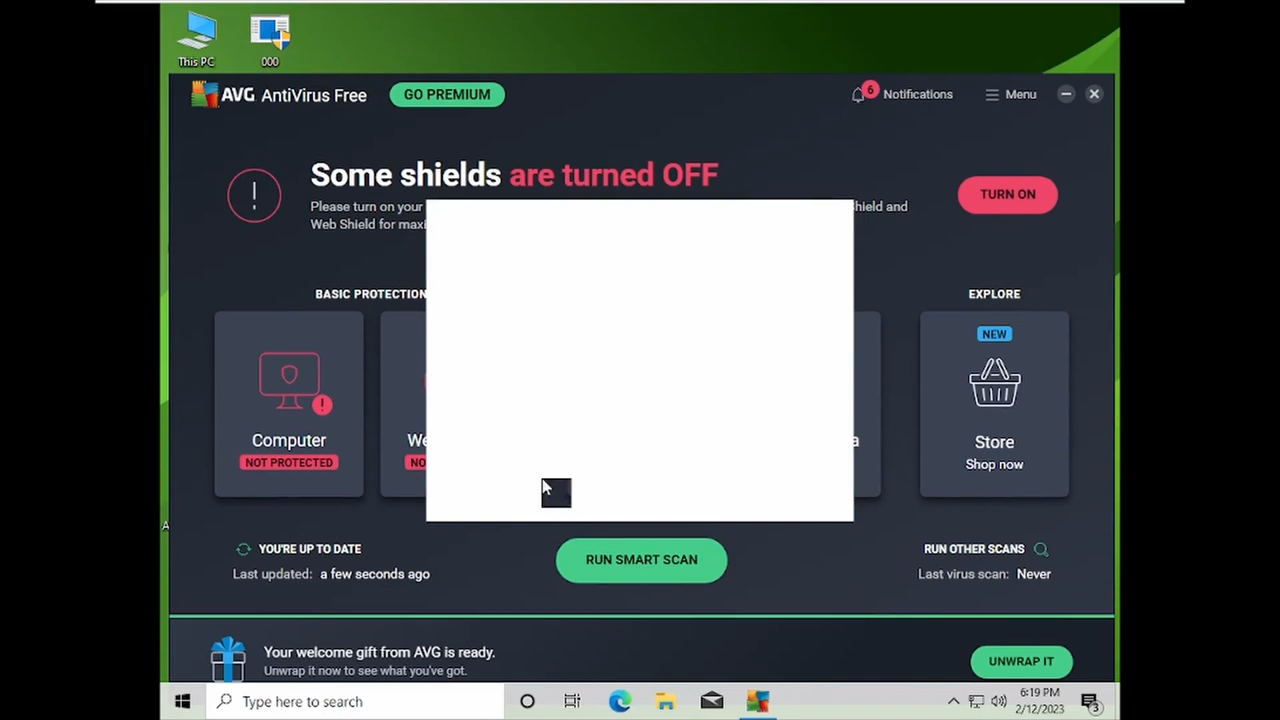 This PC
000
AVG AntiVirus Free
GO PREMIUM
6
Notifications
Menu
Some shields are turned OFF
TURN ON
Please turn on your
hield and
Web Shield for maxi
BASIC PROTECTION
EXPLORE
NEW
Computer
NOT PROTECTED
We
NO
a
Store
Shop now
A
YOU'RE UP TO DATE
Last updated: a few seconds ago
RUN SMART SCAN
RUN OTHER SCANS
Last virus scan: Never
Your welcome gift from AVG is ready.
Unwrap it now to see what you've got.
UNWRAP IT
Type here to search
6:19 PM
2/12/2023
3